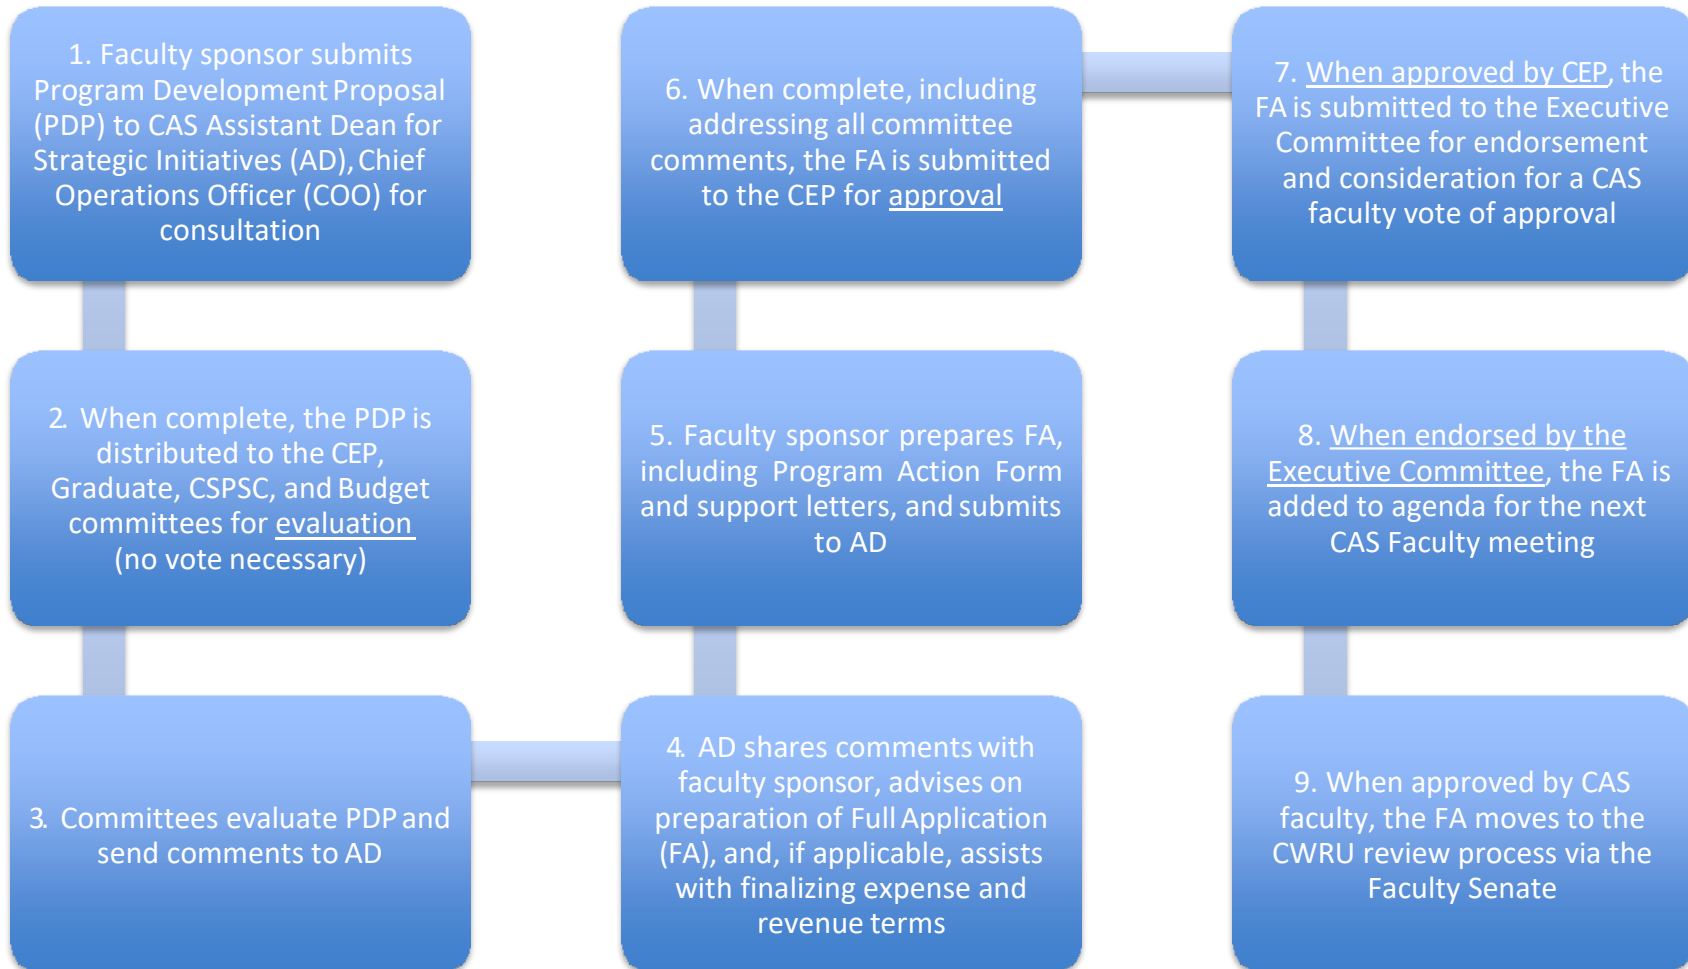 1. Faculty sponsor submits
Program Development Proposal
(PDP) to CAS Assistant Dean for
Strategic Initiatives (AD), Chief
Operations Officer (COO) for
consultation
2. When complete, the PDP is
distributed to the CEP,
Graduate, CSPSC, and Budget
committees for evaluation
(no vote necessary)
3. Committees evaluate PDP and
send comments to AD
4. AD shares comments with
faculty sponsor, advises on
preparation of Full Application
(FA), and, if applicable, assists
with finalizing expense and
revenue terms
5. Faculty sponsor prepares FA,
including Program Action Form
and support letters, and submits
to AD
6. When complete, including
addressing all committee
comments, the FA is submitted
to the CEP for approval
7. When approved by CEP, the
FA is submitted to the Executive
Committee for endorsement
and consideration for a CAS
faculty vote of approval
8. When endorsed by the
Executive Committee, the FA is
added to agenda for the next
CAS Faculty meeting
9. When approved by CAS
faculty, the FA moves to the
CWRU review process via the
Faculty Senate